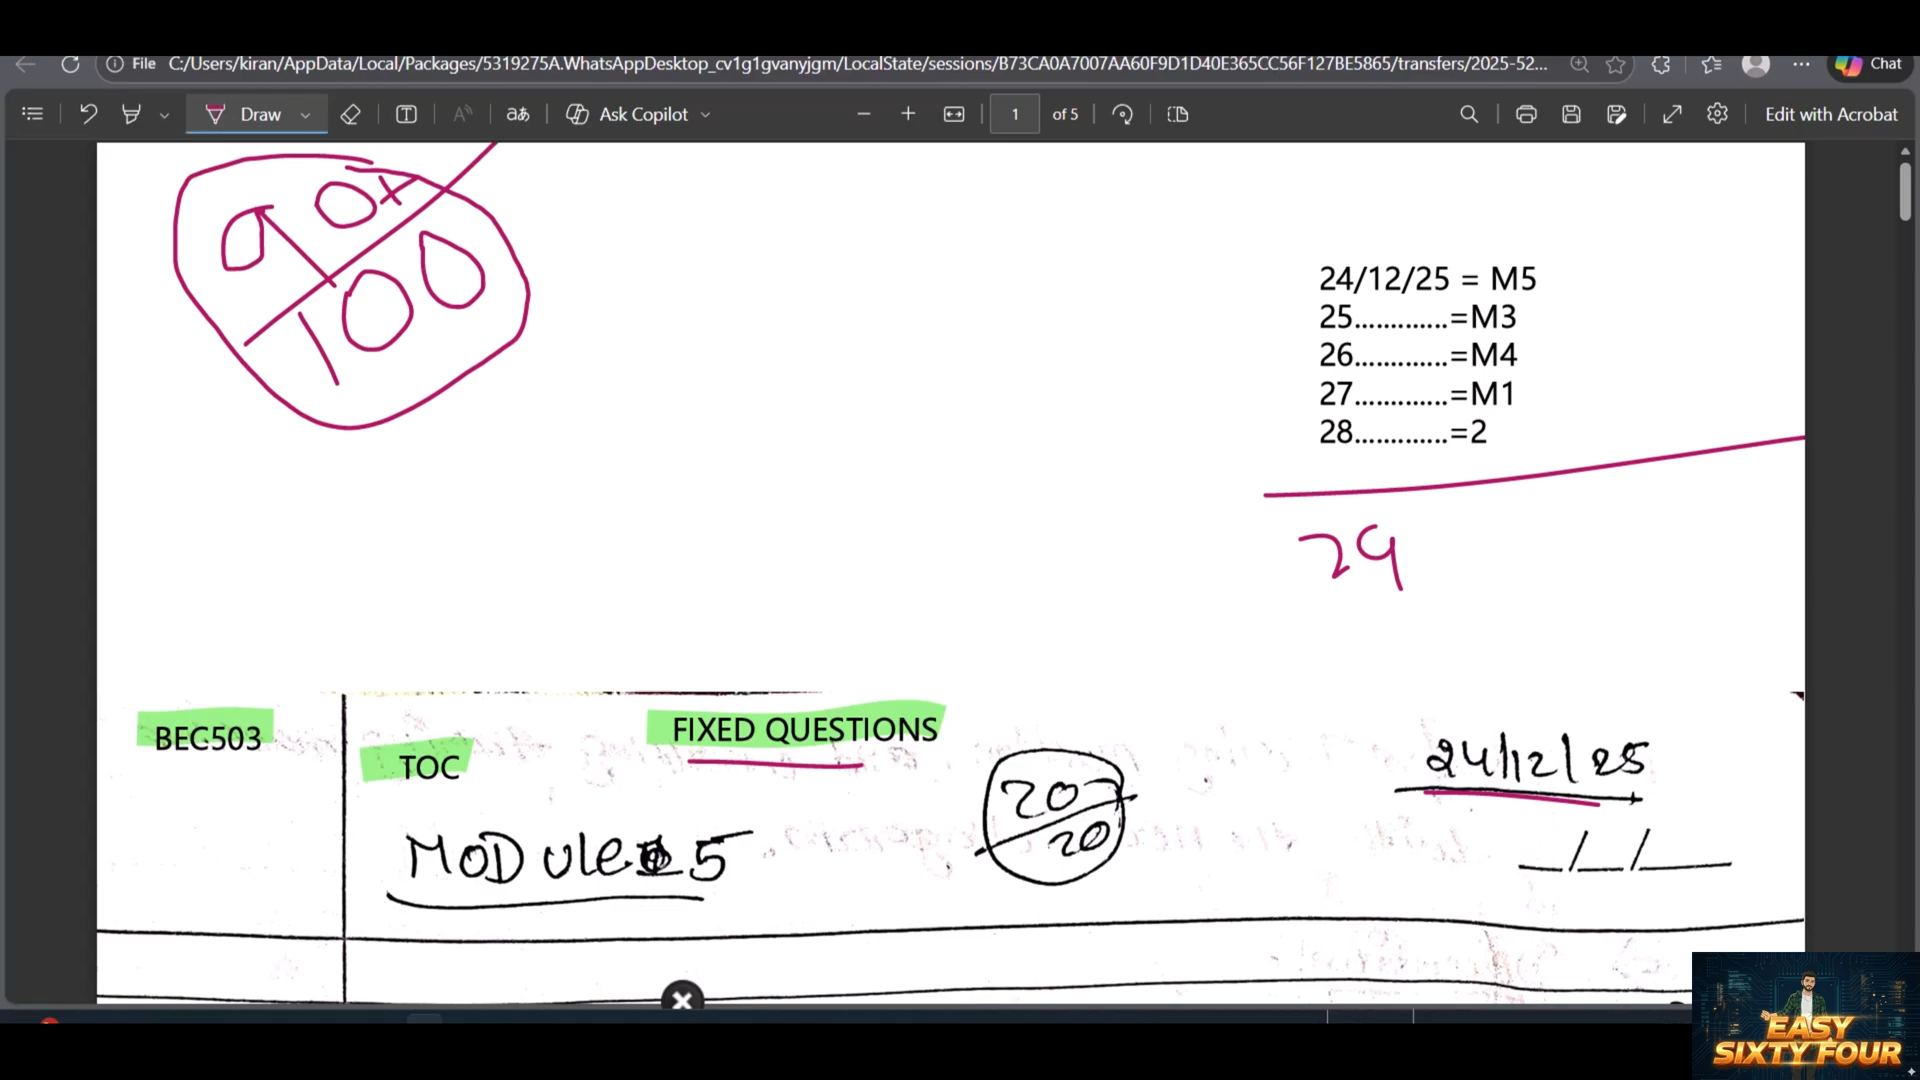 File C:/Users/kiran/AppData/Local/Packages/5319275A.WhatsAppDesktop_cv1g1gvanyjgm/LocalState/sessions/B73CA0A7007AA60F9D1D40E365CC56F127BE5865/transfers/2025-52... Chat
Draw aあ Ask Copilot 1 of 5 Edit with Acrobat
90+
100
24/12/25 = M5
25............=M3
26............=M4
27............=M1
28............=2
29
BEC503
FIXED QUESTIONS
TOC
24/12/25
20
20
MODULE 5
__/__/____
EASY
SIXTY FOUR